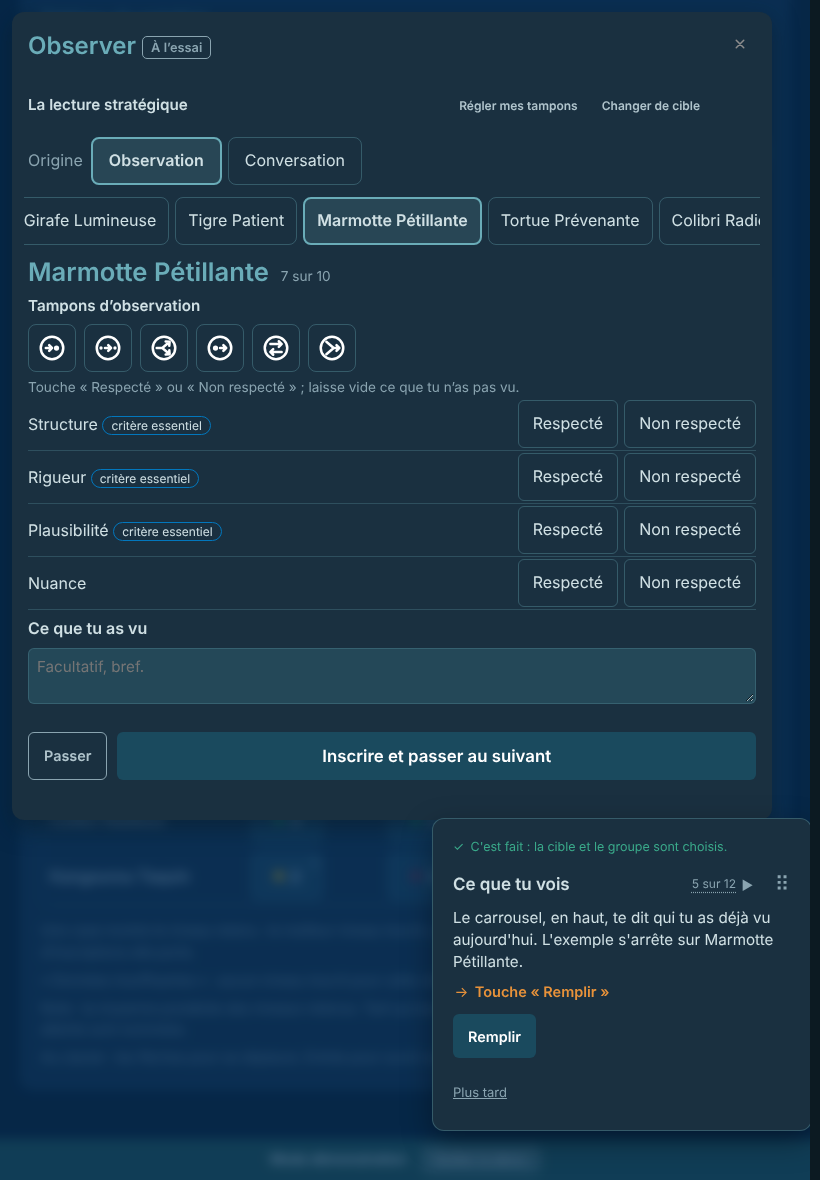 Observer À l'essai ×
La lecture stratégique Régler mes tampons Changer de cible
Origine Observation Conversation
Girafe Lumineuse Tigre Patient Marmotte Pétillante Tortue Prévenante Colibri Radi
Marmotte Pétillante 7 sur 10
Tampons d'observation
Touche « Respecté » ou « Non respecté » ; laisse vide ce que tu n'as pas vu.
Structure critère essentiel Respecté Non respecté
Rigueur critère essentiel Respecté Non respecté
Plausibilité critère essentiel Respecté Non respecté
Nuance Respecté Non respecté
Ce que tu as vu
Facultatif, bref.
Passer Inscrire et passer au suivant
✓ C'est fait : la cible et le groupe sont choisis.
Ce que tu vois 5 sur 12 ▶
Le carrousel, en haut, te dit qui tu as déjà vu
aujourd'hui. L'exemple s'arrête sur Marmotte
Pétillante.
→ Touche « Remplir »
Remplir
Plus tard